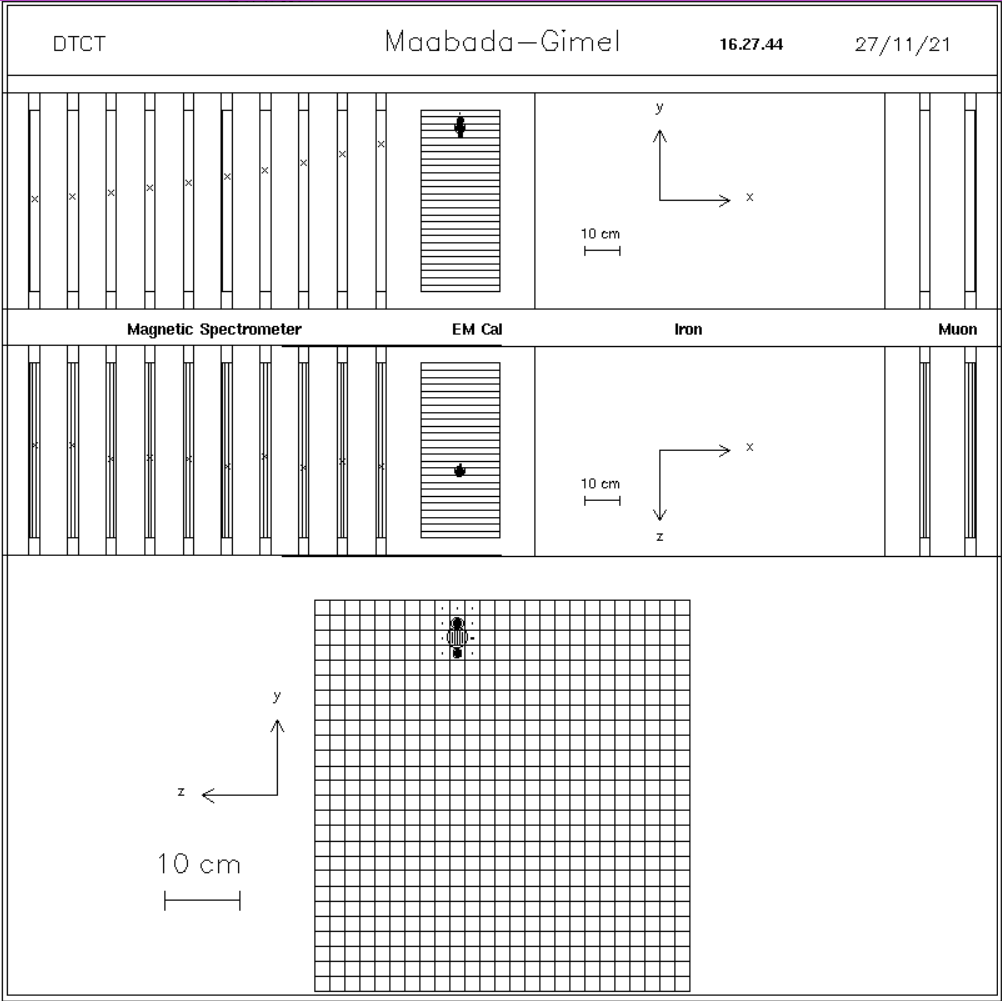 DTCT Maabada-Gimel 16.27.44 27/11/21
y
x
10 cm
Magnetic Spectrometer EM Cal Iron Muon
x
10 cm
z
y
z
10 cm